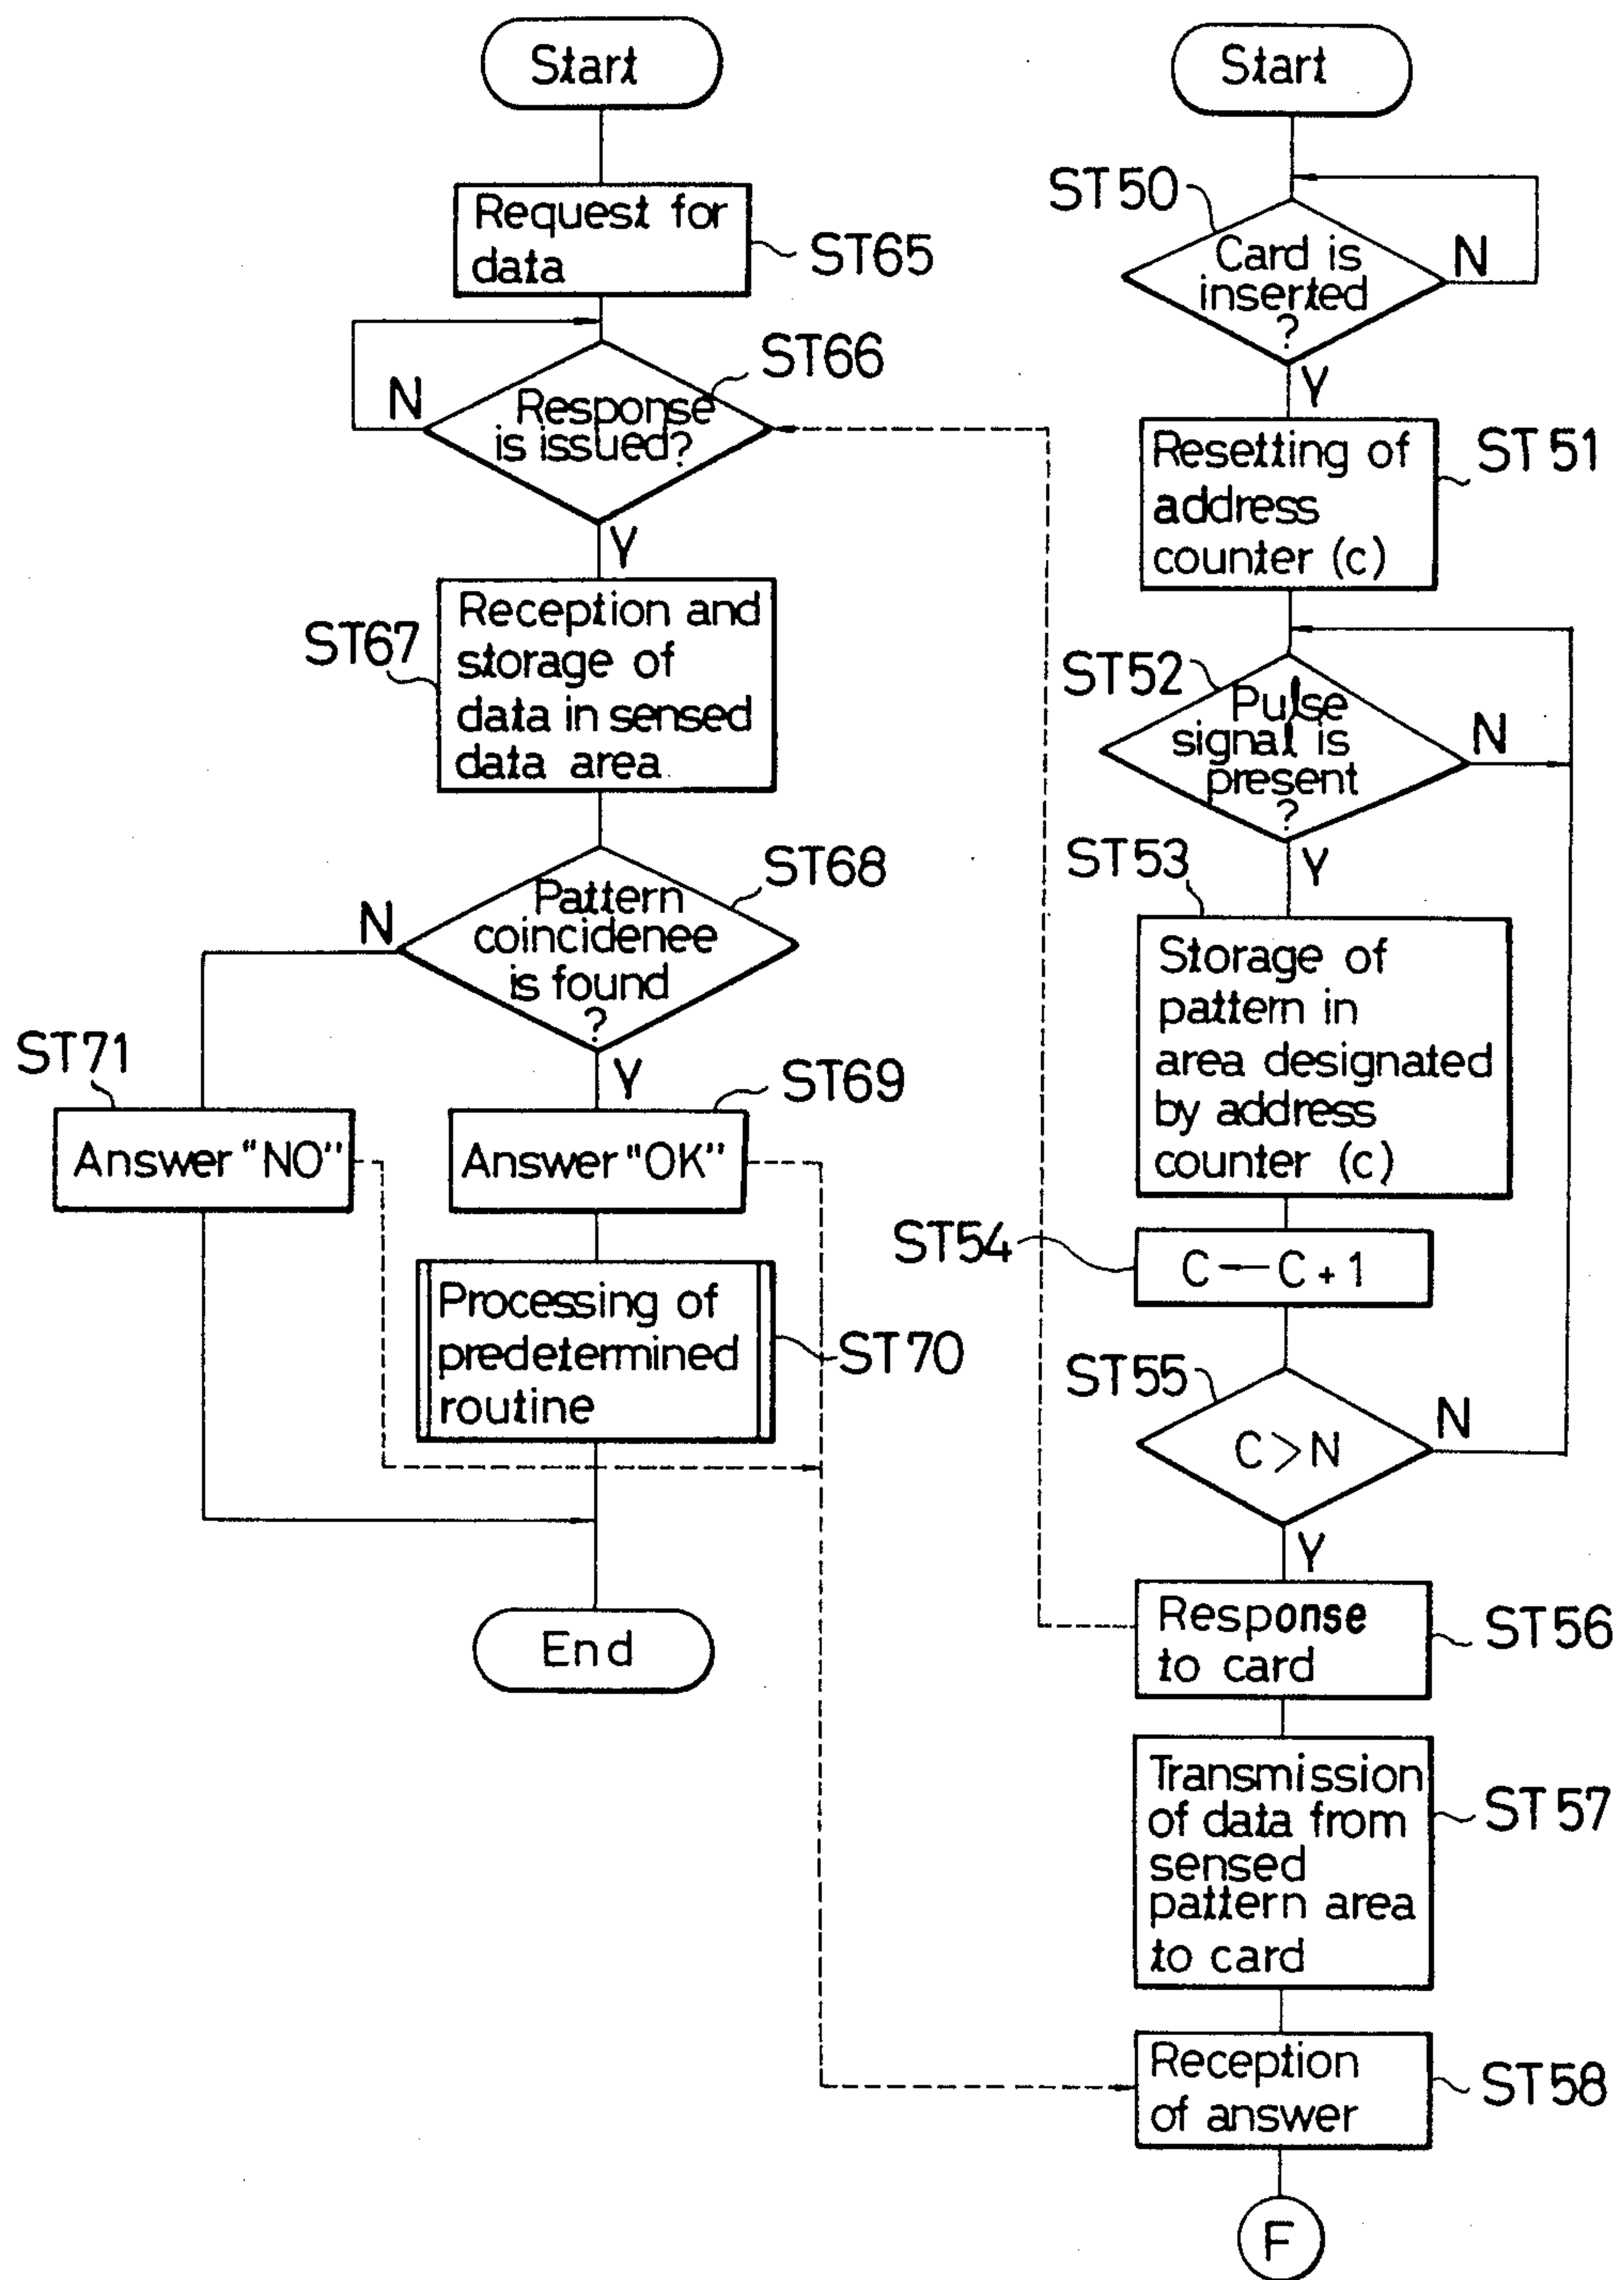 Start
Request for
data
ST65
N
ST66
Response
is issued?
Y
ST67
Reception and
storage of
data in sensed
data area
ST68
N
Pattern
coincidenee
is found
?
Y
ST71
Answer "NO"
ST69
Answer "OK"
Processing of
predetermined
routine
ST70
End
Start
ST50
Card is
inserted
?
N
Y
Resetting of
address
counter (c)
ST51
ST52
Pulse
signal is
present
?
N
Y
ST53
Storage of
pattern in
area designated
by address
counter (c)
ST54
C ← C + 1
ST55
C > N
N
Y
Response
to card
ST56
Transmission
of data from
sensed
pattern area
to card
ST57
Reception
of answer
ST58
F